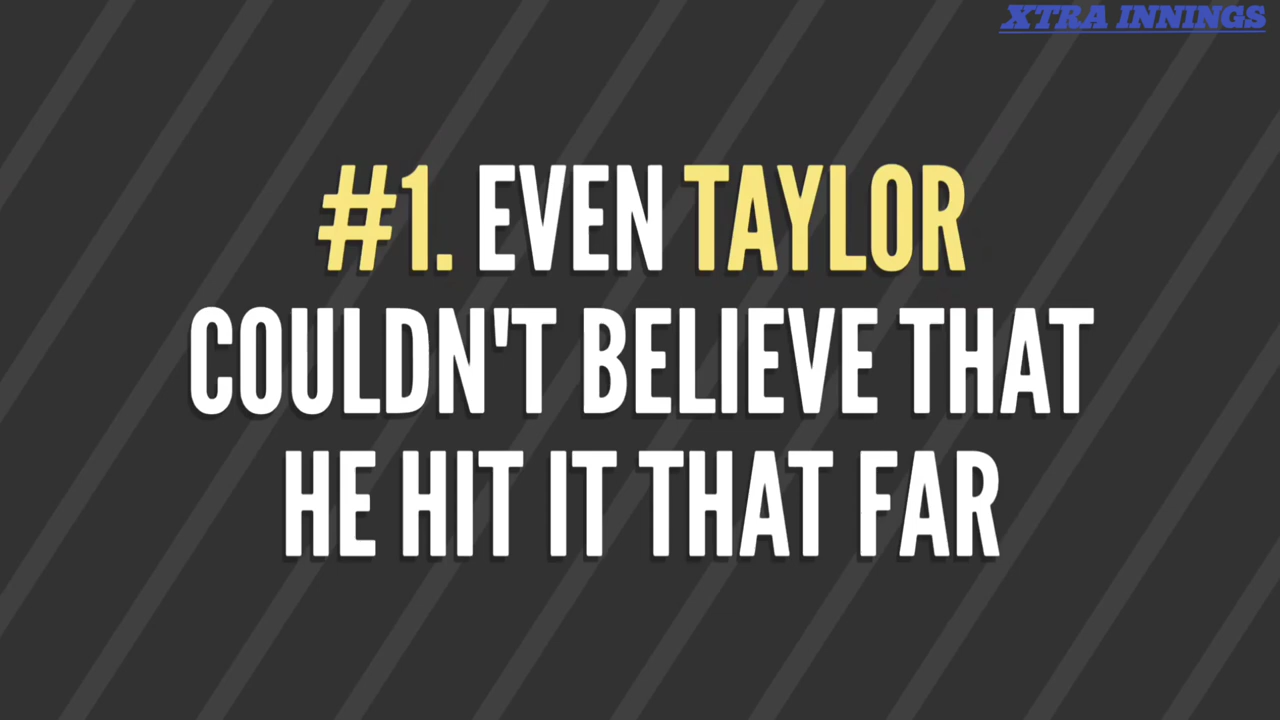 XTRA INNINGS
#1. EVEN TAYLOR
COULDN'T BELIEVE THAT
HE HIT IT THAT FAR